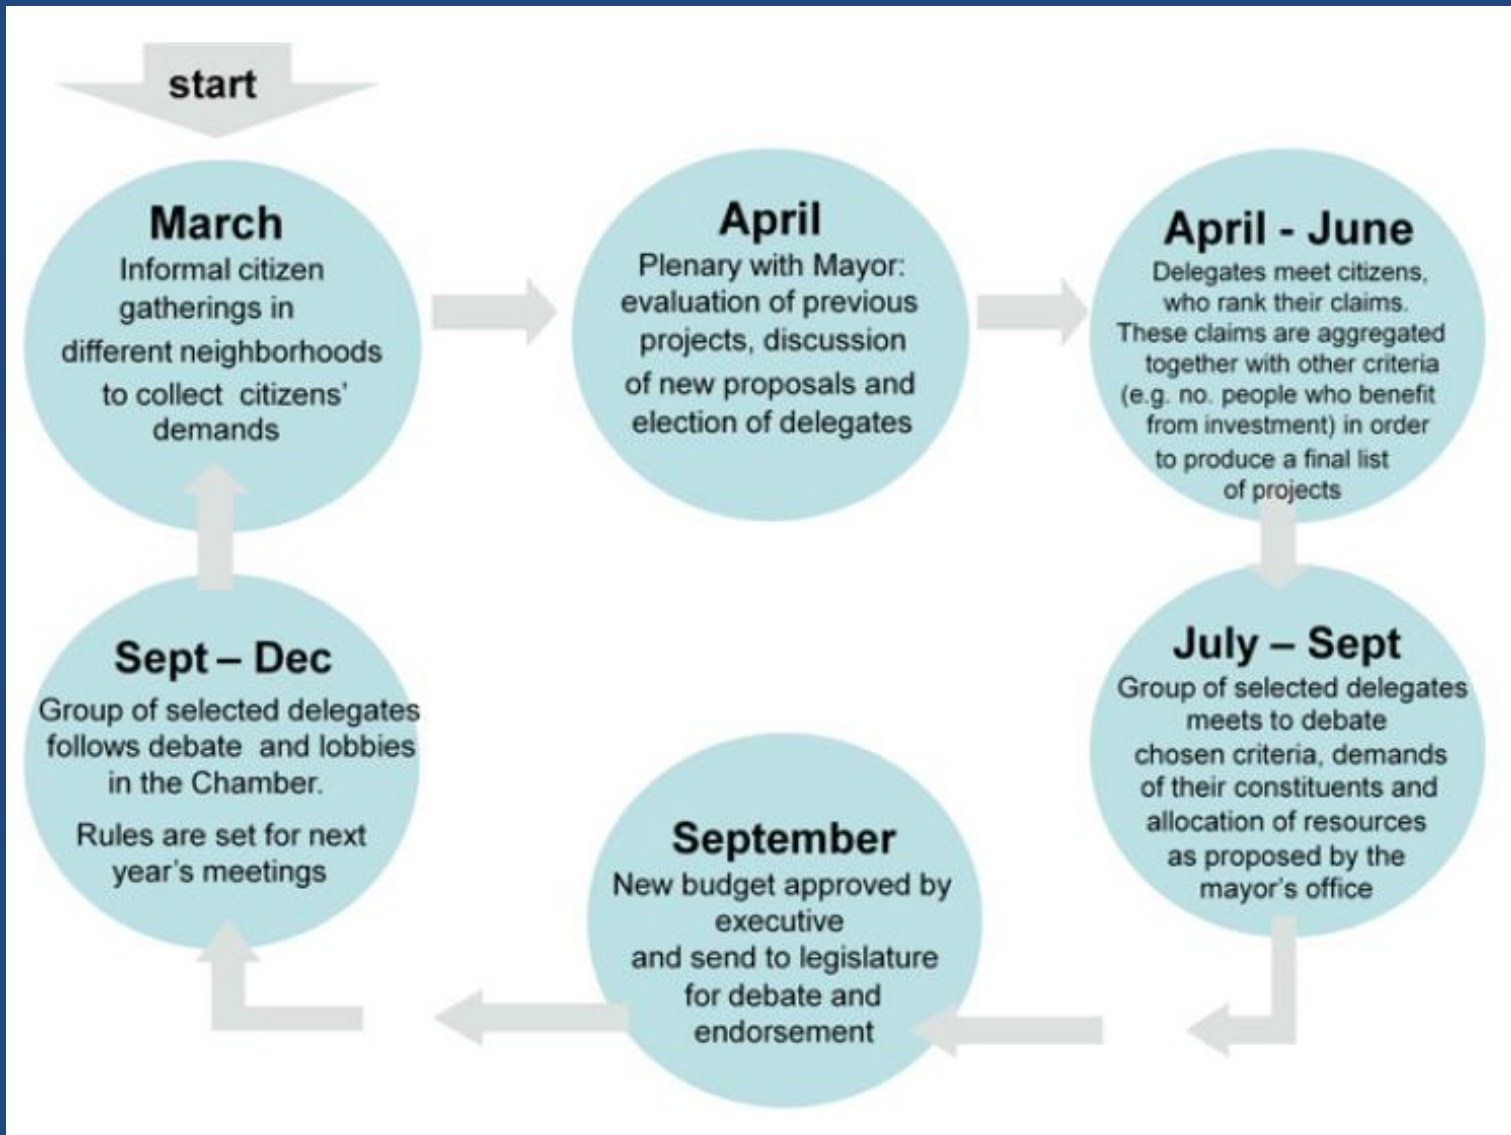 start
March
Informal citizen
gatherings in
different neighborhoods
to collect citizens’
demands
April
Plenary with Mayor:
evaluation of previous
projects, discussion
of new proposals and
election of delegates
April - June
Delegates meet citizens,
who rank their claims.
These claims are aggregated
together with other criteria
(e.g. no. people who benefit
from investment) in order
to produce a final list
of projects
July – Sept
Group of selected delegates
meets to debate
chosen criteria, demands
of their constituents and
allocation of resources
as proposed by the
mayor’s office
September
New budget approved by
executive
and send to legislature
for debate and
endorsement
Sept – Dec
Group of selected delegates
follows debate and lobbies
in the Chamber.
Rules are set for next
year’s meetings